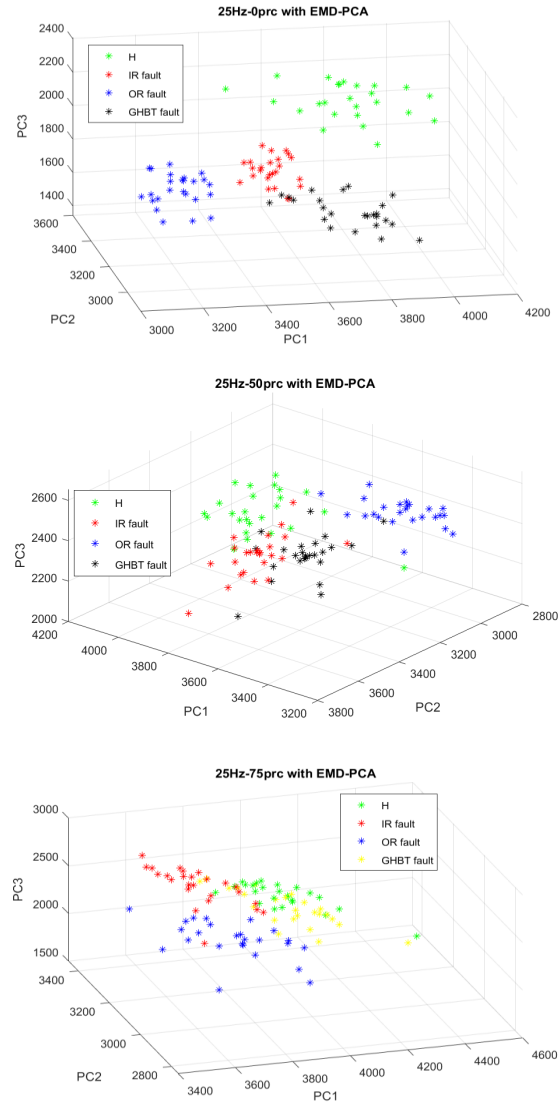 25Hz-0prc with EMD-PCA
2400
2200
2000
1800
1600
1400
3600
3400
3200
3000
3000
3200
3400
3600
3800
4000
4200
PC3
PC2
PC1
H
IR fault
OR fault
GHBT fault
25Hz-50prc with EMD-PCA
2600
2400
2200
2000
4200
4000
3800
3600
3400
3200
3800
3600
3400
3200
3000
2800
PC3
PC1
PC2
H
IR fault
OR fault
GHBT fault
25Hz-75prc with EMD-PCA
3000
2500
2000
1500
3400
3200
3000
2800
3400
3600
3800
4000
4200
4400
4600
PC3
PC2
PC1
H
IR fault
OR fault
GHBT fault